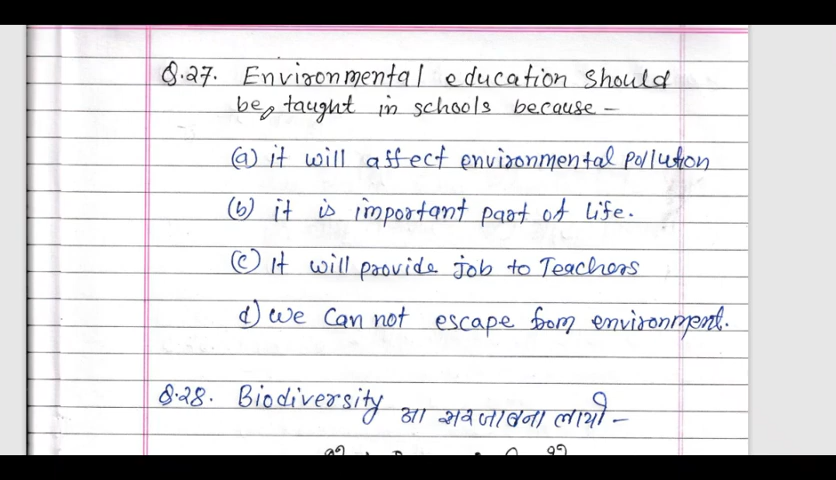 Q.27. Environmental education should
be taught in schools because –
(a) it will affect environmental pollution
(b) it is important part of life.
(c) It will provide job to Teachers
d) we can not escape from environment.
Q.28. Biodiversity